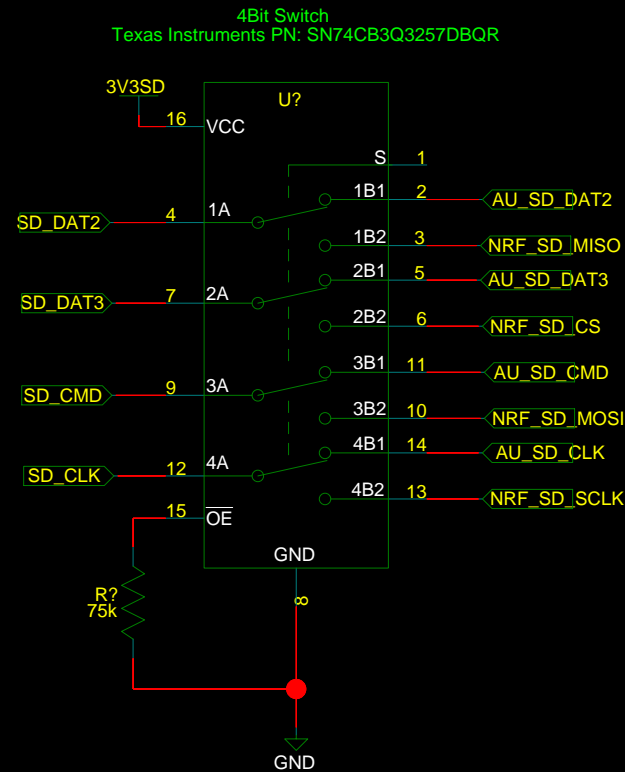 4Bit Switch
Texas Instruments PN: SN74CB3Q3257DBQR
3V3SD
U?
16 VCC
S 1
1B1 2 AU_SD_DAT2
SD_DAT2 4 1A
1B2 3 NRF_SD_MISO
2B1 5 AU_SD_DAT3
SD_DAT3 7 2A
2B2 6 NRF_SD_CS
3B1 11 AU_SD_CMD
SD_CMD 9 3A
3B2 10 NRF_SD_MOSI
4B1 14 AU_SD_CLK
SD_CLK 12 4A
4B2 13 NRF_SD_SCLK
15 OE
GND
R?
75k
8
GND